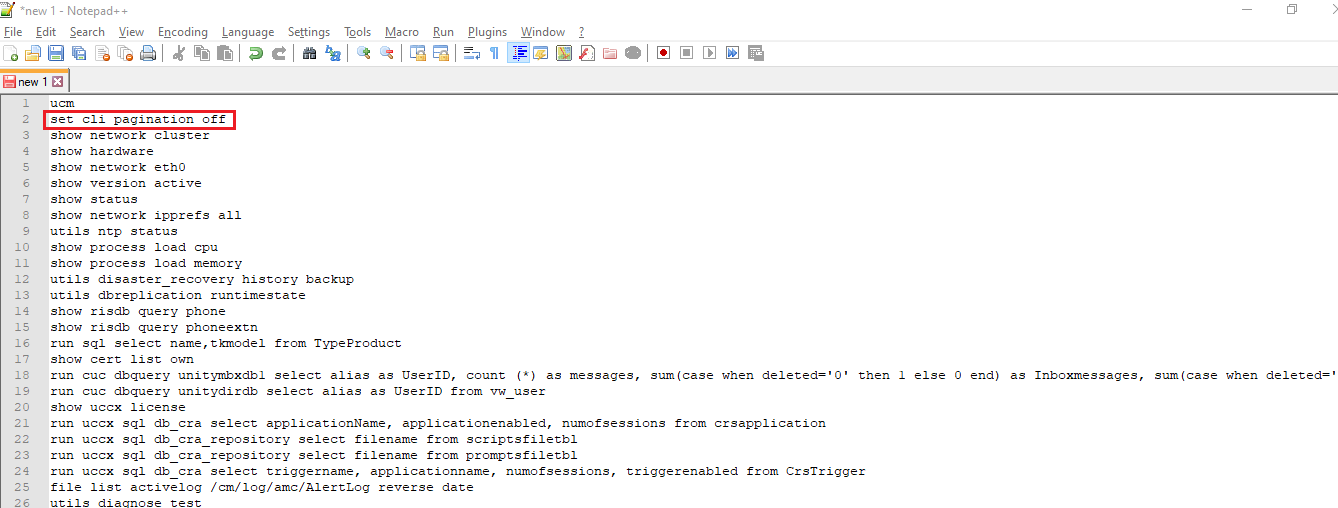 *new 1 - Notepad++
File Edit Search View Encoding Language Settings Tools Macro Run Plugins Window ?
new 1
1 ucm
2 set cli pagination off
3 show network cluster
4 show hardware
5 show network eth0
6 show version active
7 show status
8 show network ipprefs all
9 utils ntp status
10 show process load cpu
11 show process load memory
12 utils disaster_recovery history backup
13 utils dbreplication runtimestate
14 show risdb query phone
15 show risdb query phoneextn
16 run sql select name,tkmodel from TypeProduct
17 show cert list own
18 run cuc dbquery unitymbxdb1 select alias as UserID, count (*) as messages, sum(case when deleted='0' then 1 else 0 end) as Inboxmessages, sum(case when deleted='
19 run cuc dbquery unitydirdb select alias as UserID from vw_user
20 show uccx license
21 run uccx sql db_cra select applicationName, applicationenabled, numofsessions from crsapplication
22 run uccx sql db_cra_repository select filename from scriptsfiletbl
23 run uccx sql db_cra_repository select filename from promptsfiletbl
24 run uccx sql db_cra select triggername, applicationname, numofsessions, triggerenabled from CrsTrigger
25 file list activelog /cm/log/amc/AlertLog reverse date
26 utils diagnose test